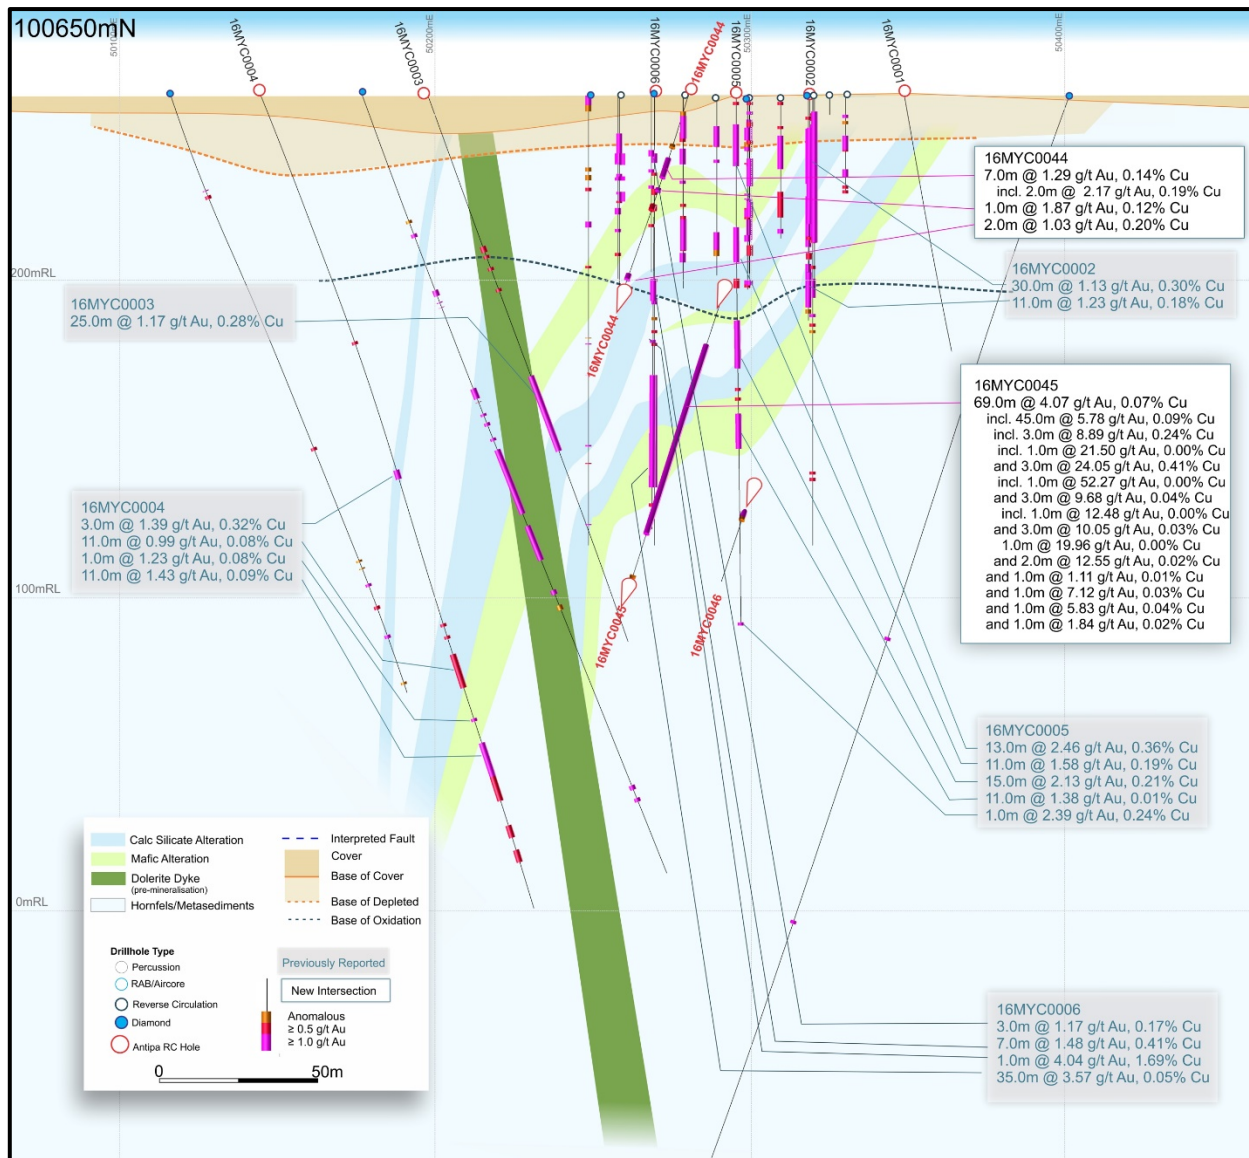 100650mN
50100mE
50200mE
50300mE
50400mE
16MYC0004
16MYC0003
16MYC0006
16MYC0044
16MYC0005
16MYC0002
16MYC0001
16MYC0044
7.0m @ 1.29 g/t Au, 0.14% Cu
incl. 2.0m @ 2.17 g/t Au, 0.19% Cu
1.0m @ 1.87 g/t Au, 0.12% Cu
2.0m @ 1.03 g/t Au, 0.20% Cu
200mRL
16MYC0002
30.0m @ 1.13 g/t Au, 0.30% Cu
11.0m @ 1.23 g/t Au, 0.18% Cu
16MYC0003
25.0m @ 1.17 g/t Au, 0.28% Cu
16MYC0044
16MYC0045
69.0m @ 4.07 g/t Au, 0.07% Cu
incl. 45.0m @ 5.78 g/t Au, 0.09% Cu
incl. 3.0m @ 8.89 g/t Au, 0.24% Cu
incl. 1.0m @ 21.50 g/t Au, 0.00% Cu
and 3.0m @ 24.05 g/t Au, 0.41% Cu
incl. 1.0m @ 52.27 g/t Au, 0.00% Cu
and 3.0m @ 9.68 g/t Au, 0.04% Cu
incl. 1.0m @ 12.48 g/t Au, 0.00% Cu
and 3.0m @ 10.05 g/t Au, 0.03% Cu
1.0m @ 19.96 g/t Au, 0.00% Cu
and 2.0m @ 12.55 g/t Au, 0.02% Cu
and 1.0m @ 1.11 g/t Au, 0.01% Cu
and 1.0m @ 7.12 g/t Au, 0.03% Cu
and 1.0m @ 5.83 g/t Au, 0.04% Cu
and 1.0m @ 1.84 g/t Au, 0.02% Cu
16MYC0004
3.0m @ 1.39 g/t Au, 0.32% Cu
11.0m @ 0.99 g/t Au, 0.08% Cu
1.0m @ 1.23 g/t Au, 0.08% Cu
11.0m @ 1.43 g/t Au, 0.09% Cu
100mRL
16MYC0045
16MYC0046
16MYC0005
13.0m @ 2.46 g/t Au, 0.36% Cu
11.0m @ 1.58 g/t Au, 0.19% Cu
15.0m @ 2.13 g/t Au, 0.21% Cu
11.0m @ 1.38 g/t Au, 0.01% Cu
1.0m @ 2.39 g/t Au, 0.24% Cu
0mRL
Calc Silicate Alteration
Mafic Alteration
Dolerite Dyke
(pre-mineralisation)
Hornfels/Metasediments
Interpreted Fault
Cover
Base of Cover
Base of Depleted
Base of Oxidation
Drillhole Type
Percussion
RAB/Aircore
Reverse Circulation
Diamond
Antipa RC Hole
Previously Reported
New Intersection
Anomalous
≥ 0.5 g/t Au
≥ 1.0 g/t Au
0 50m
16MYC0006
3.0m @ 1.17 g/t Au, 0.17% Cu
7.0m @ 1.48 g/t Au, 0.41% Cu
1.0m @ 4.04 g/t Au, 1.69% Cu
35.0m @ 3.57 g/t Au, 0.05% Cu